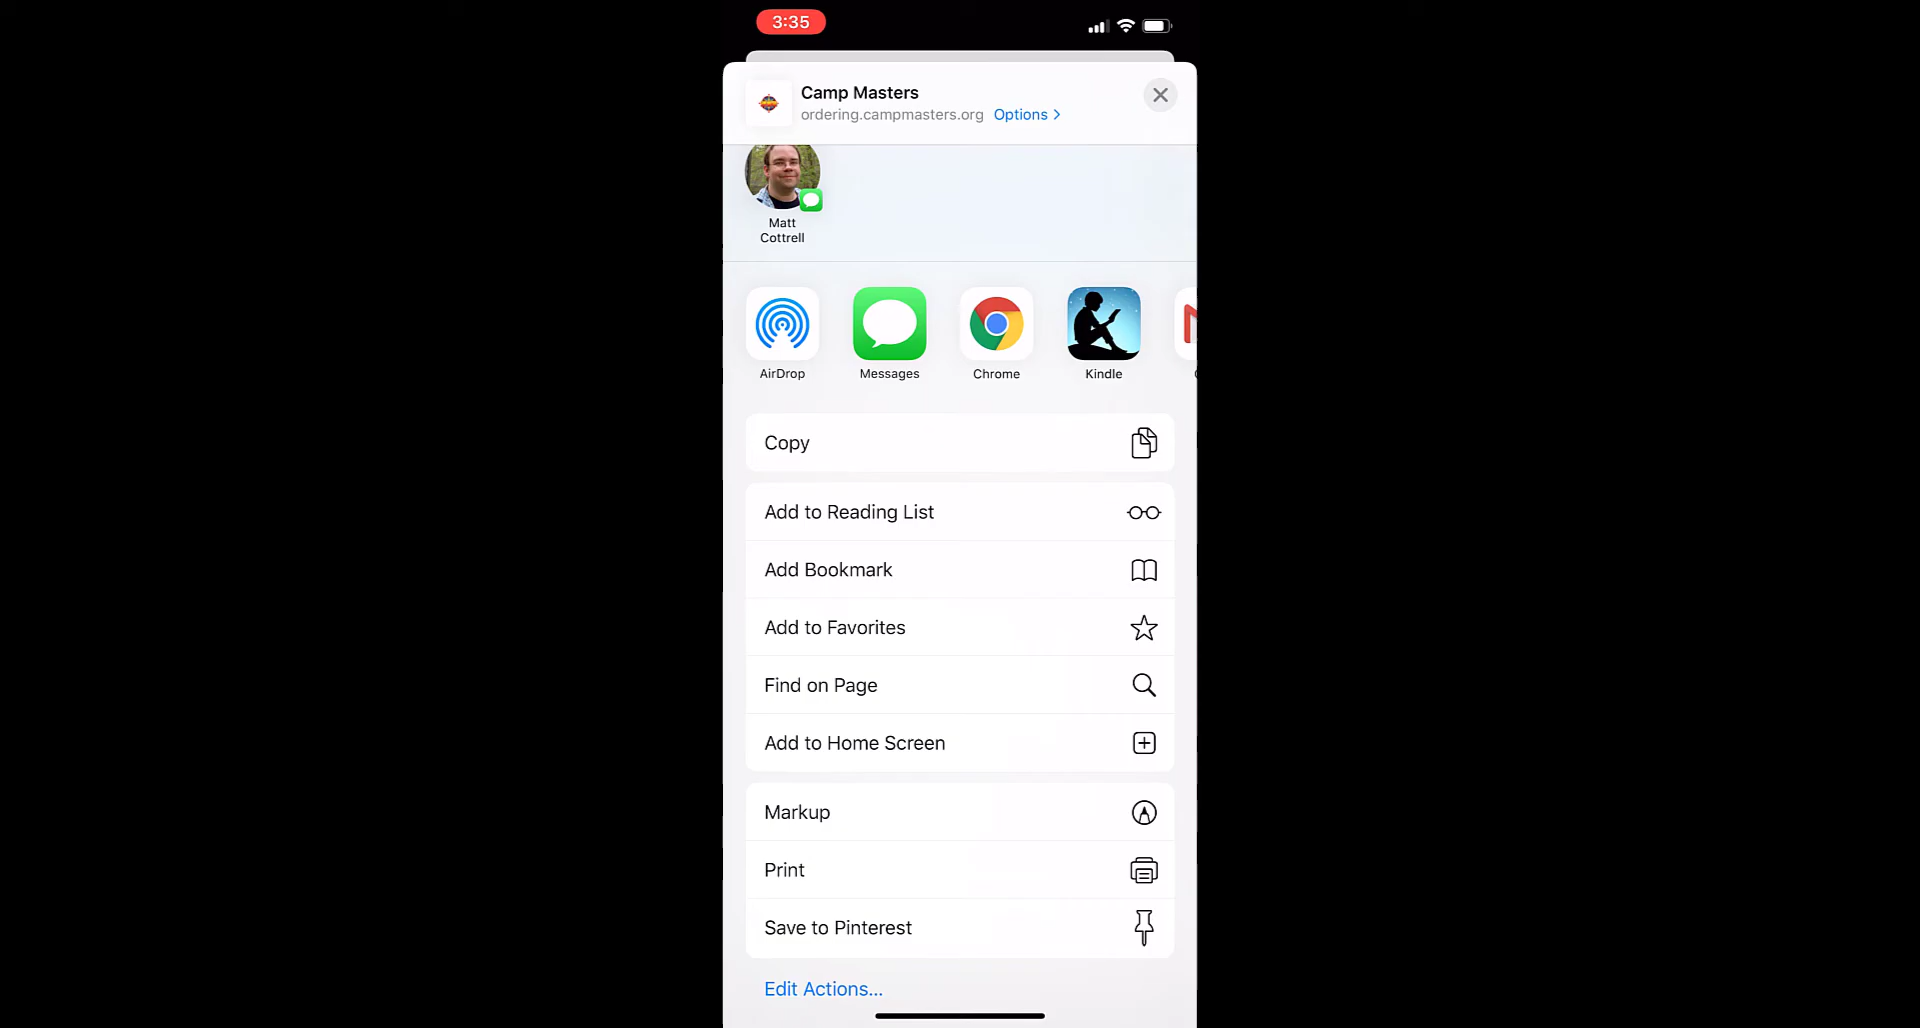 3:35
Camp Masters
ordering.campmasters.org Options
Matt
Cottrell
AirDrop
Messages
Chrome
Kindle
Copy
Add to Reading List
Add Bookmark
Add to Favorites
Find on Page
Add to Home Screen
Markup
Print
Save to Pinterest
Edit Actions...